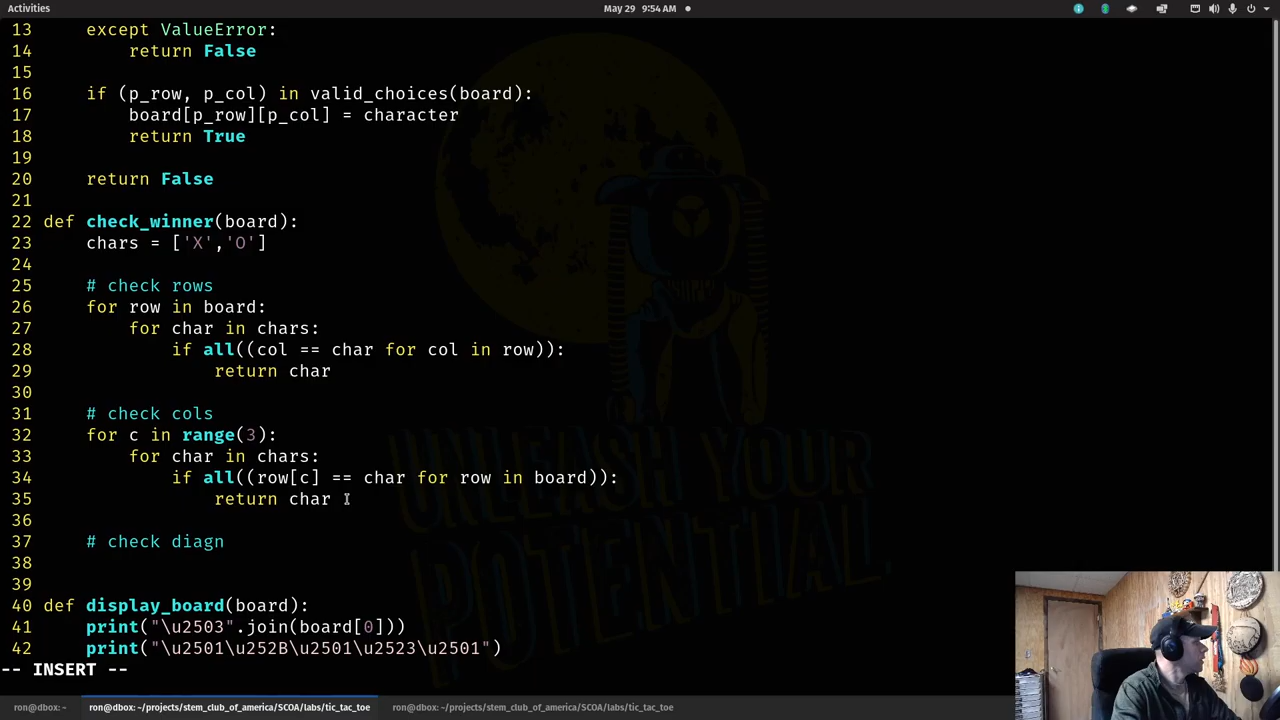 Activities
May 29 9:54 AM
13 except ValueError:
14 return False
15
16 if (p_row, p_col) in valid_choices(board):
17 board[p_row][p_col] = character
18 return True
19
20 return False
21
22 def check_winner(board):
23 chars = ['X','O']
24
25 # check rows
26 for row in board:
27 for char in chars:
28 if all((col == char for col in row)):
29 return char
30
31 # check cols
32 for c in range(3):
33 for char in chars:
34 if all((row[c] == char for row in board)):
35 return char
36
37 # check diagn
38
39
40 def display_board(board):
41 print("\u2503".join(board[0]))
42 print("\u2501\u252B\u2501\u2523\u2501")
-- INSERT --
UNLEASH YOUR
POTENTIAL
ron@dbox: ~
ron@dbox: ~/projects/stem_club_of_america/SCOA/labs/tic_tac_toe
ron@dbox: ~/projects/stem_club_of_america/SCOA/labs/tic_tac_toe